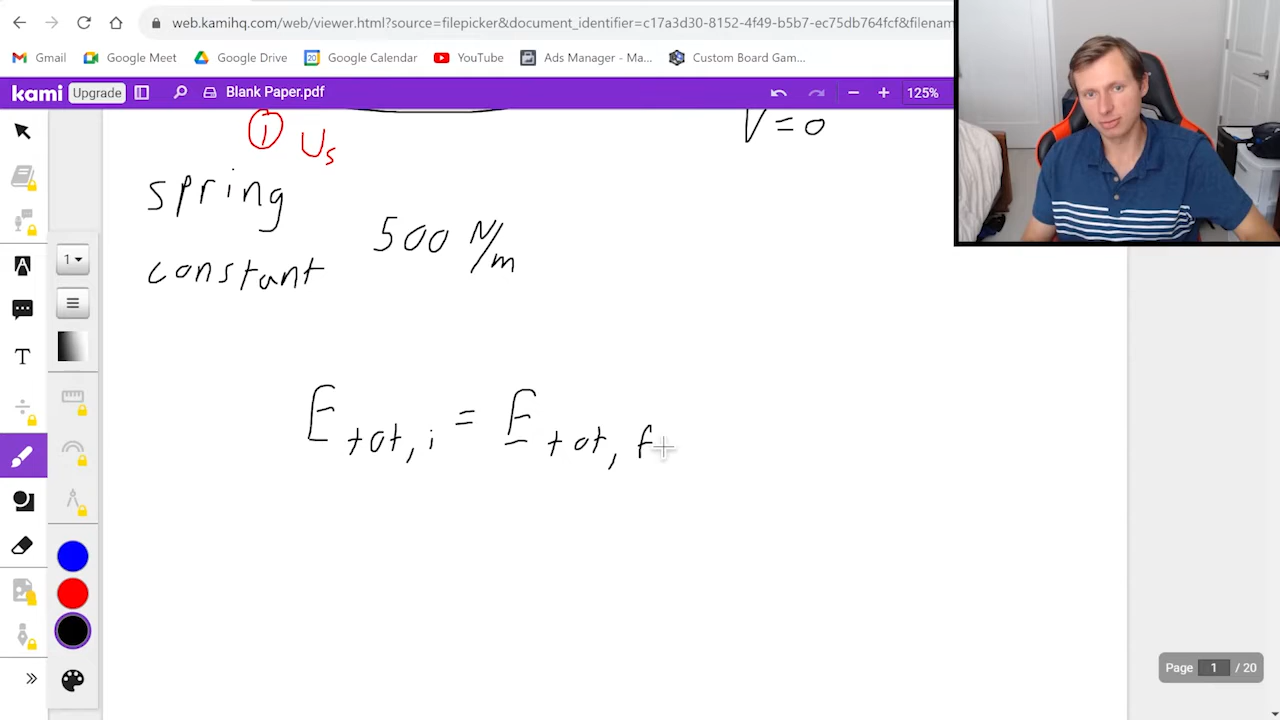 web.kamihq.com/web/viewer.html?source=filepicker&document_identifier=c17a3d30-8152-4f49-b5b7-ec75db764fcf&filenam
Gmail Google Meet Google Drive 20 Google Calendar YouTube Ads Manager - Ma... Custom Board Gam...
kami Upgrade Blank Paper.pdf 125%
① Us
V = 0
spring
constant
500 N/m
1
T
E tot, i = E tot, f
Page 1 / 20